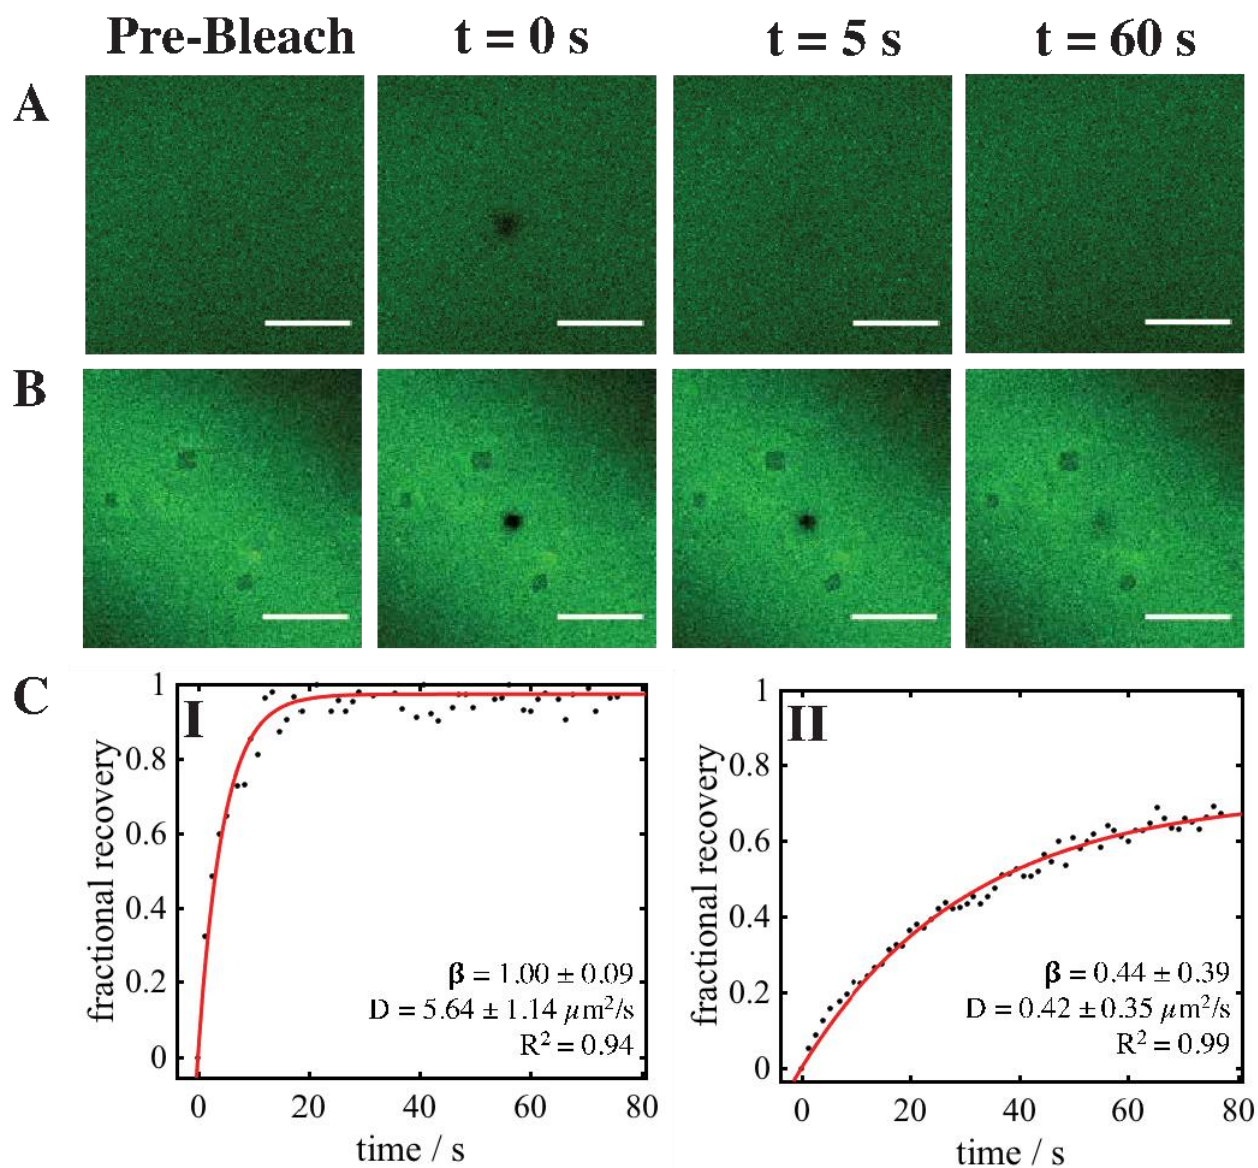 Pre-Bleach t = 0 s t = 5 s t = 60 s
A
B
C
I
fractional recovery
1
0.8
0.6
0.4
0.2
0
β = 1.00 ± 0.09
D = 5.64 ± 1.14 μm²/s
R² = 0.94
0 20 40 60 80
time / s
II
fractional recovery
1
0.8
0.6
0.4
0.2
0
β = 0.44 ± 0.39
D = 0.42 ± 0.35 μm²/s
R² = 0.99
0 20 40 60 80
time / s